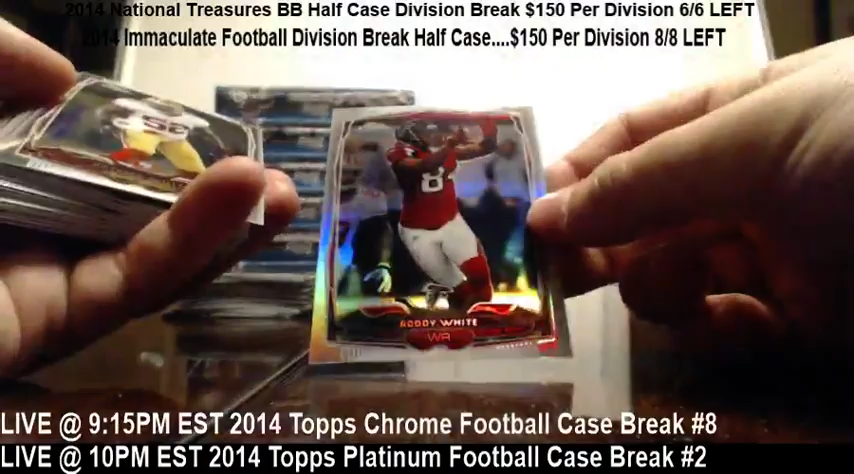 2014 National Treasures BB Half Case Division Break $150 Per Division 6/6 LEFT
2014 Immaculate Football Division Break Half Case....$150 Per Division 8/8 LEFT
RODDY WHITE
WR
LIVE @ 9:15PM EST 2014 Topps Chrome Football Case Break #8
LIVE @ 10PM EST 2014 Topps Platinum Football Case Break #2